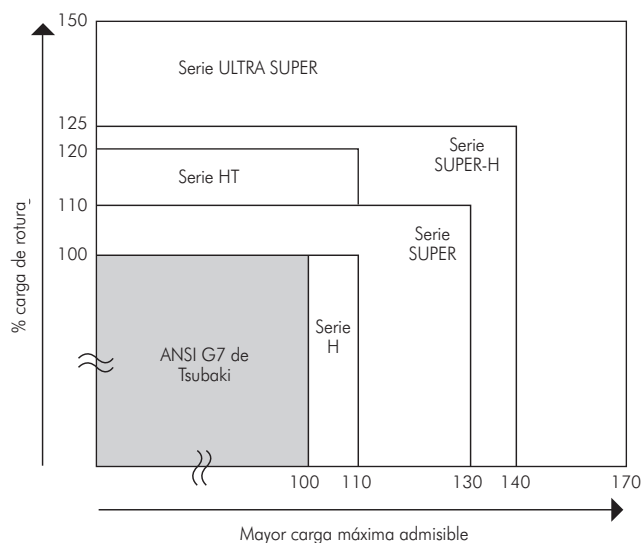 150
Serie ULTRA SUPER
125
Serie
SUPER-H
120
Serie HT
110
Serie
SUPER
100
% carga de rotura_
Serie
H
ANSI G7 de
Tsubaki
100 110 130 140 170
Mayor carga máxima admisible